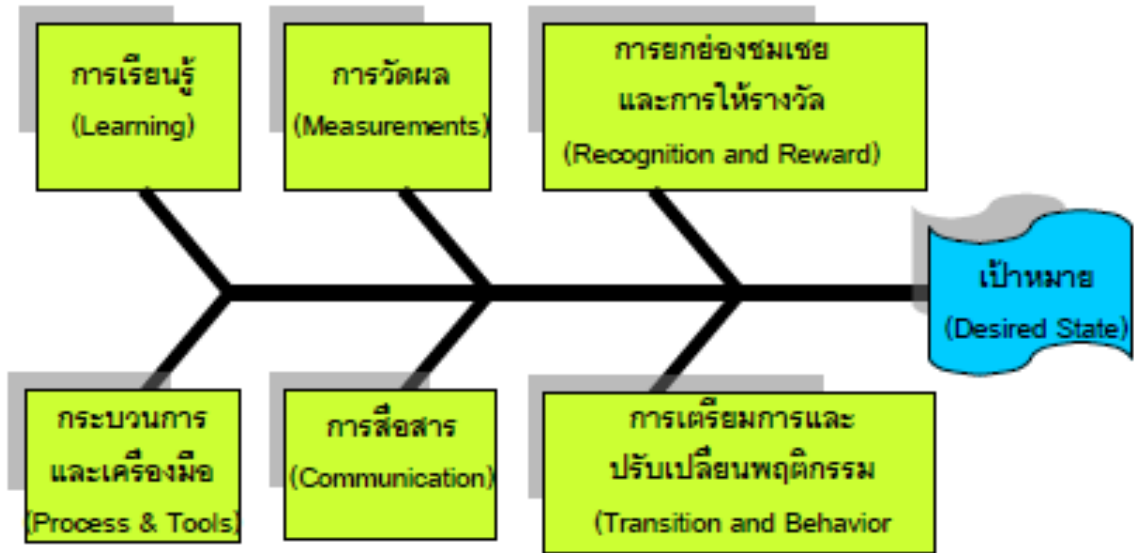 การเรียนรู้
(Learning)
การวัดผล
(Measurements)
การยกย่องชมเชย
และการให้รางวัล
(Recognition and Reward)
เป้าหมาย
(Desired State)
กระบวนการ
และเครื่องมือ
(Process & Tools)
การสื่อสาร
(Communication)
การเตรียมการและ
ปรับเปลี่ยนพฤติกรรม
(Transition and Behavior